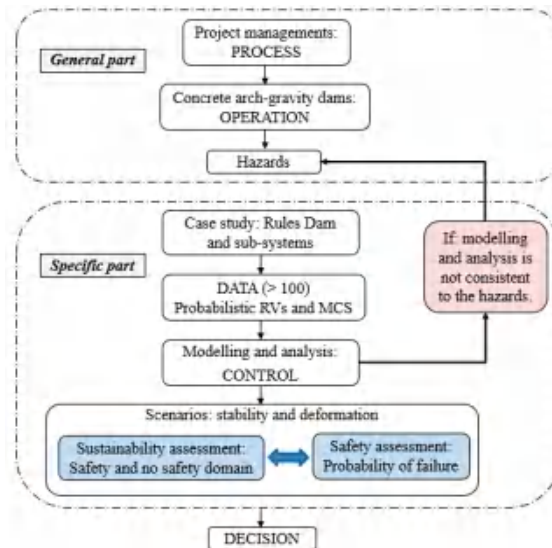 General part
Project managements:
PROCESS
Concrete arch-gravity dams:
OPERATION
Hazards
Specific part
Case study: Rules Dam
and sub-systems
DATA (> 100)
Probabilistic RVs and MCS
Modelling and analysis:
CONTROL
If: modelling
and analysis is
not consistent
to the hazards.
Scenarios: stability and deformation
Sustainability assessment:
Safety and no safety domain
Safety assessment:
Probability of failure
DECISION